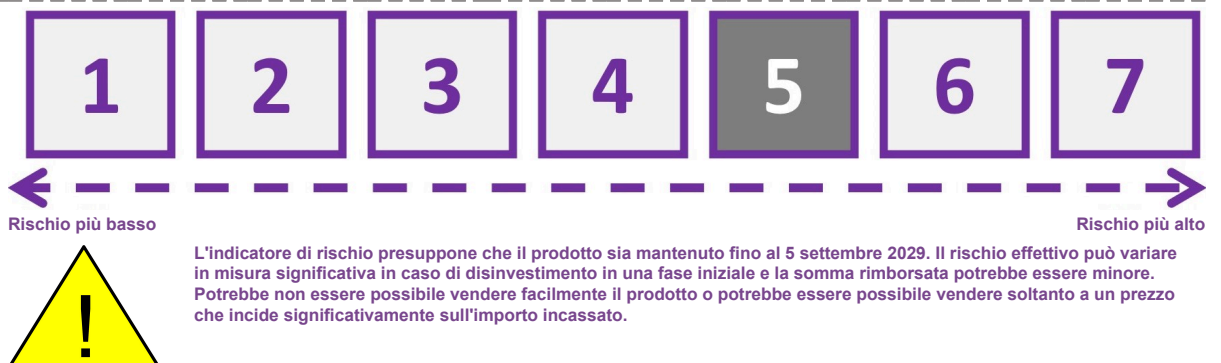 1 2 3 4 5 6 7
Rischio più basso Rischio più alto
L'indicatore di rischio presuppone che il prodotto sia mantenuto fino al 5 settembre 2029. Il rischio effettivo può variare
in misura significativa in caso di disinvestimento in una fase iniziale e la somma rimborsata potrebbe essere minore.
Potrebbe non essere possibile vendere facilmente il prodotto o potrebbe essere possibile vendere soltanto a un prezzo
che incide significativamente sull'importo incassato.
!